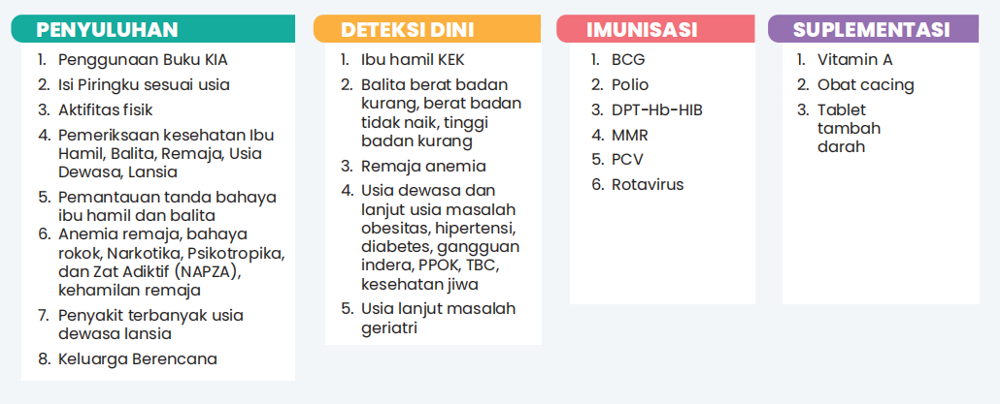 PENYULUHAN
1. Penggunaan Buku KIA
2. Isi Piringku sesuai usia
3. Aktifitas fisik
4. Pemeriksaan kesehatan Ibu
Hamil, Balita, Remaja, Usia
Dewasa, Lansia
5. Pemantauan tanda bahaya
ibu hamil dan balita
6. Anemia remaja, bahaya
rokok, Narkotika, Psikotropika,
dan Zat Adiktif (NAPZA),
kehamilan remaja
7. Penyakit terbanyak usia
dewasa lansia
8. Keluarga Berencana
DETEKSI DINI
1. Ibu hamil KEK
2. Balita berat badan
kurang, berat badan
tidak naik, tinggi
badan kurang
3. Remaja anemia
4. Usia dewasa dan
lanjut usia masalah
obesitas, hipertensi,
diabetes, gangguan
indera, PPOK, TBC,
kesehatan jiwa
5. Usia lanjut masalah
geriatri
IMUNISASI
1. BCG
2. Polio
3. DPT-Hb-HIB
4. MMR
5. PCV
6. Rotavirus
SUPLEMENTASI
1. Vitamin A
2. Obat cacing
3. Tablet
tambah
darah